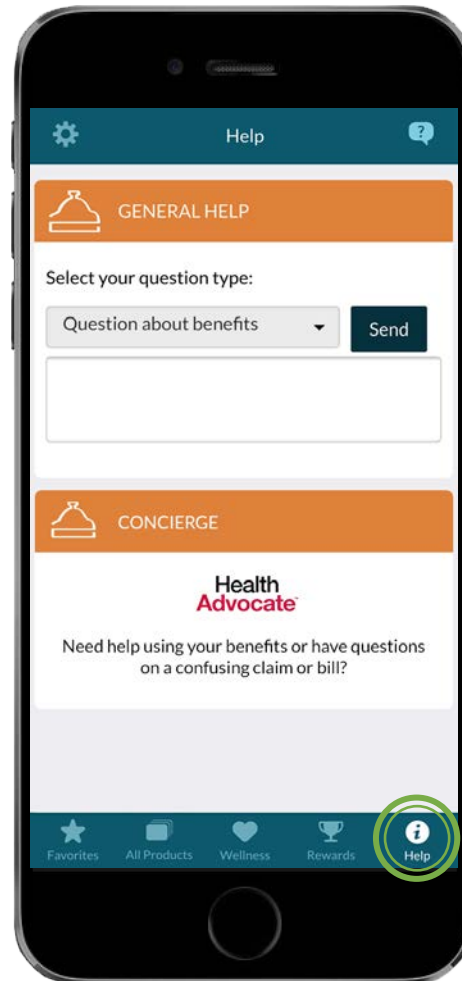 Help
?
GENERAL HELP
Select your question type:
Question about benefits
Send
CONCIERGE
Health
Advocate
Need help using your benefits or have questions
on a confusing claim or bill?
Favorites
All Products
Wellness
Rewards
i
Help